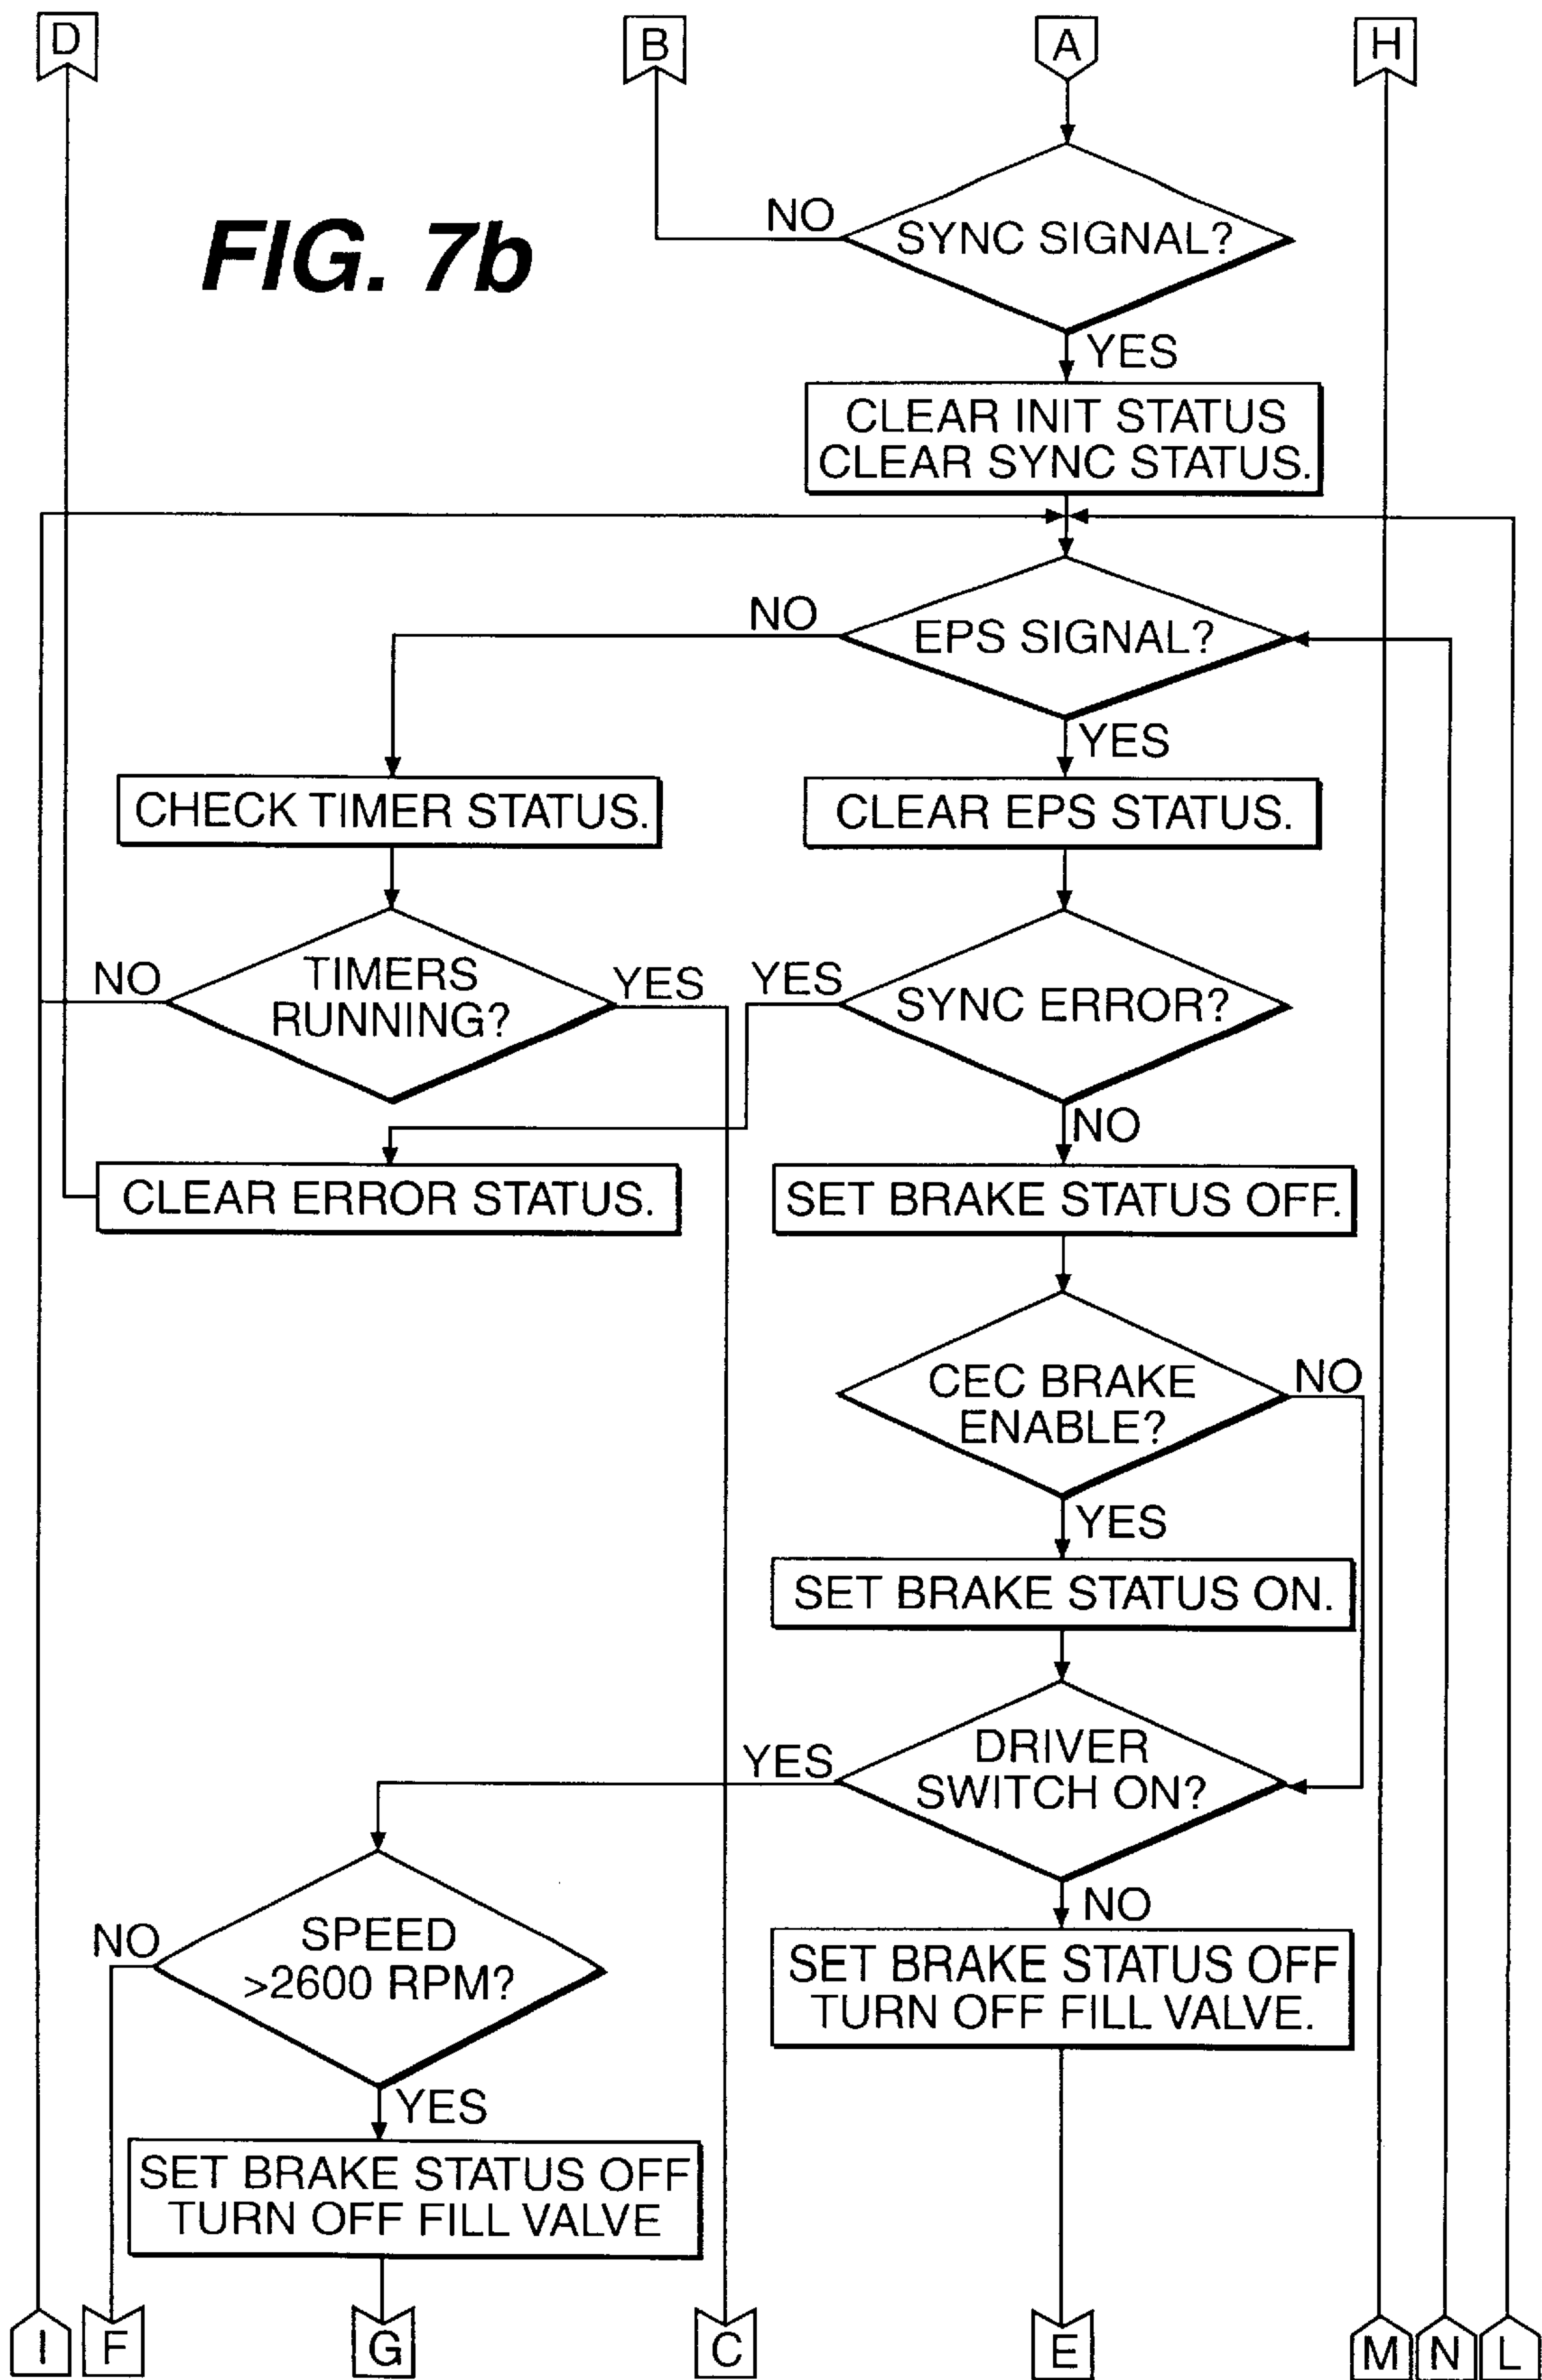 D
B
A
H
FIG. 7b
NO
SYNC SIGNAL?
YES
CLEAR INIT STATUS
CLEAR SYNC STATUS.
NO
EPS SIGNAL?
YES
CHECK TIMER STATUS.
CLEAR EPS STATUS.
NO
TIMERS
RUNNING?
YES
YES
SYNC ERROR?
NO
CLEAR ERROR STATUS.
SET BRAKE STATUS OFF.
CEC BRAKE
ENABLE?
NO
YES
SET BRAKE STATUS ON.
YES
DRIVER
SWITCH ON?
NO
NO
SPEED
>2600 RPM?
SET BRAKE STATUS OFF
TURN OFF FILL VALVE.
YES
SET BRAKE STATUS OFF
TURN OFF FILL VALVE
I
F
G
C
E
M
N
L